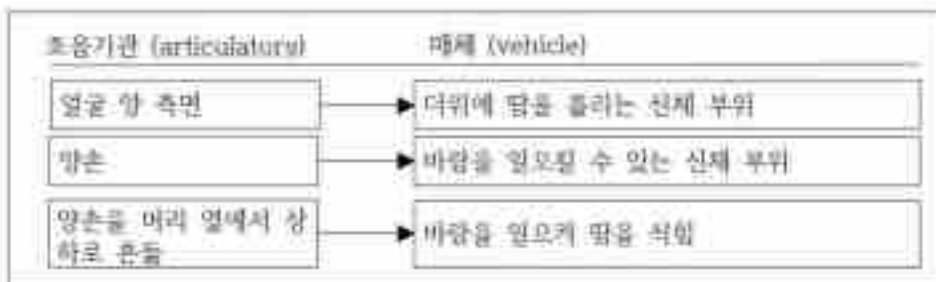 조음기관 (articulatory) 매체 (vehicle)
얼굴 양 측면 더위에 땀을 흘리는 신체 부위
양손 바람을 일으킬 수 있는 신체 부위
양손을 머리 옆에서 상
하로 흔듦 바람을 일으켜 땀을 식힘